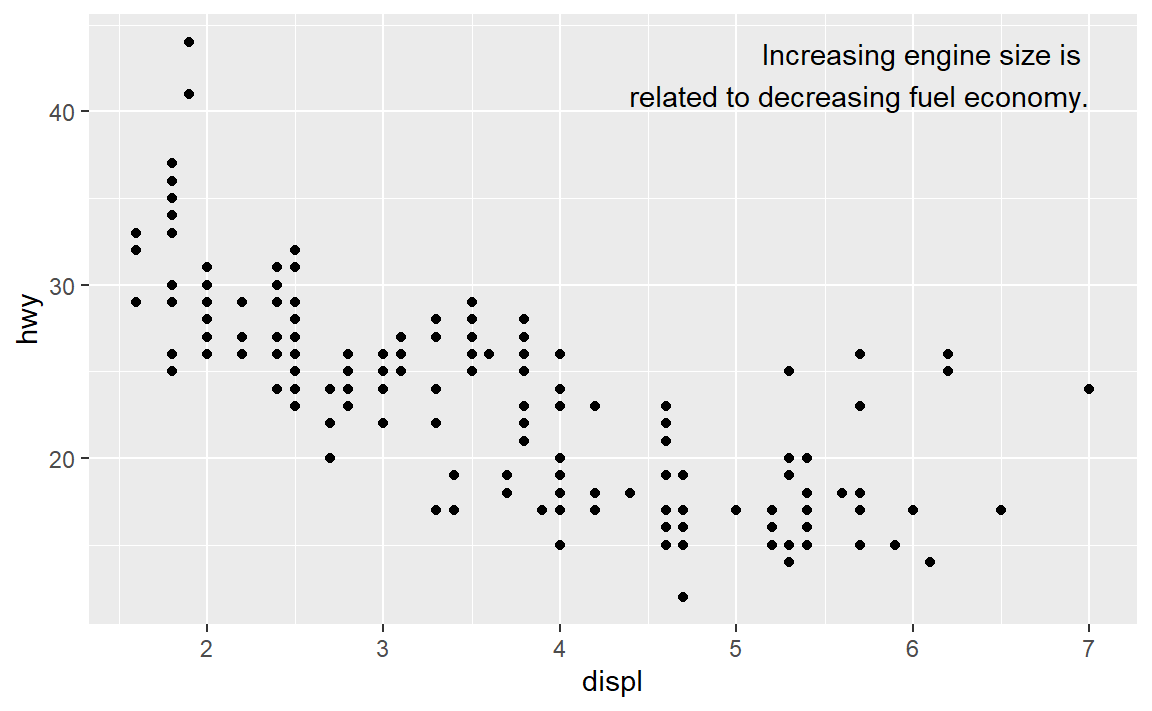 Increasing engine size is
related to decreasing fuel economy.
40
30
20
hwy
2 3 4 5 6 7
displ